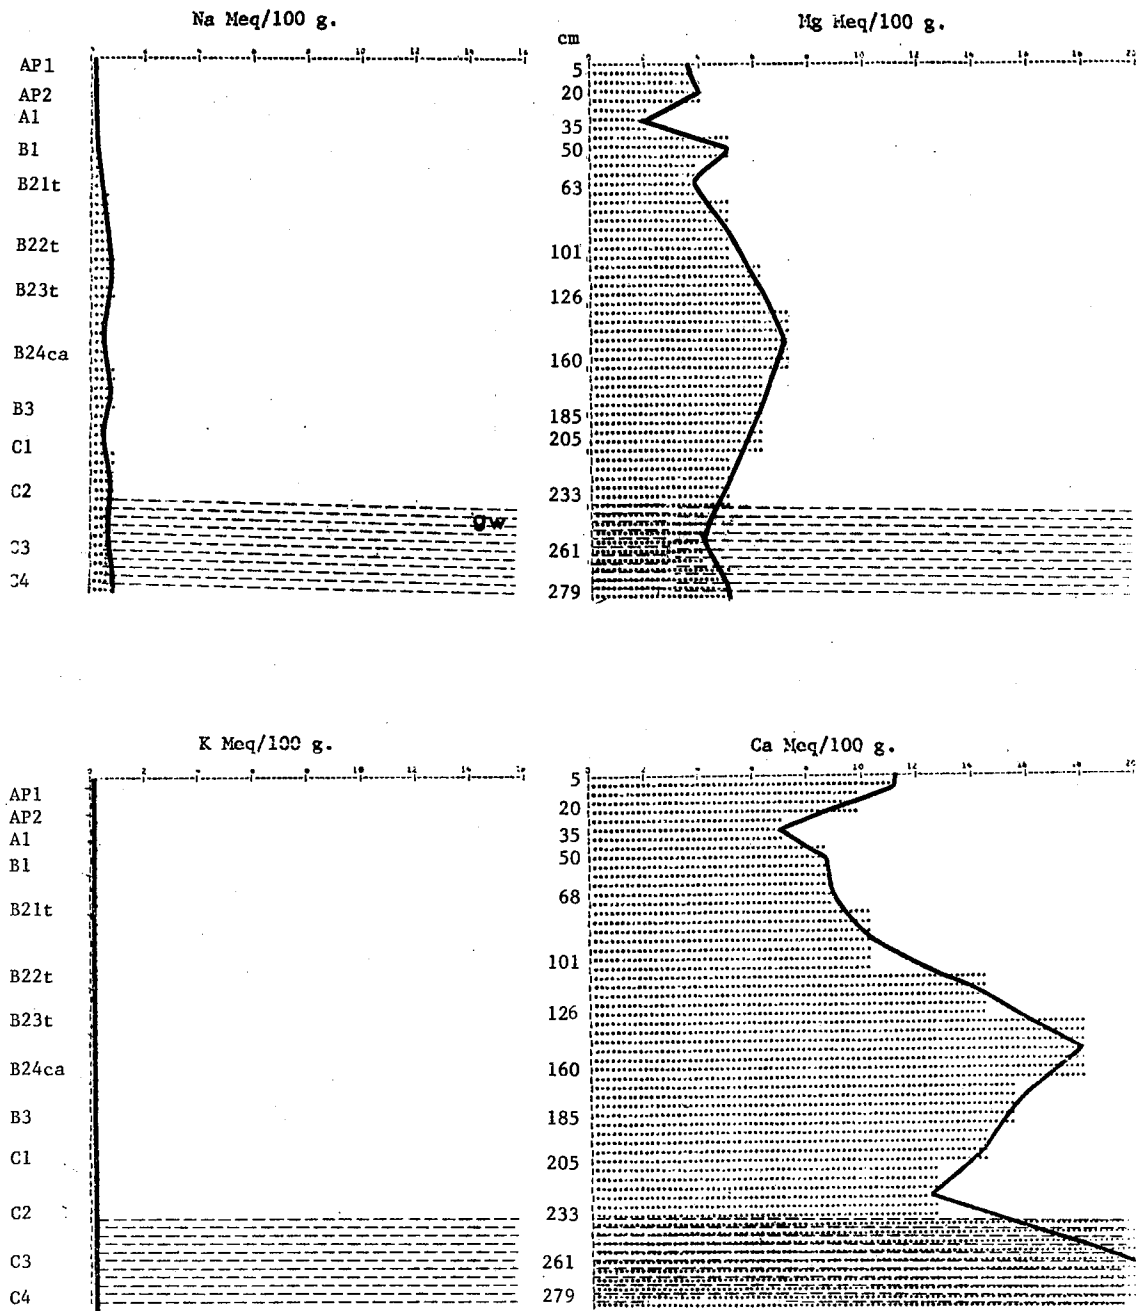 Na Meq/100 g.
Mg Meq/100 g.
cm
AP1
AP2
A1
B1
B21t
B22t
B23t
B24ca
B3
C1
C2
C3
C4
gw
5
20
35
50
63
101
126
160
185
205
233
261
279
K Meq/100 g.
Ca Meq/100 g.
AP1
AP2
A1
B1
B21t
B22t
B23t
B24ca
B3
C1
C2
C3
C4
5
20
35
50
68
101
126
160
185
205
233
261
279